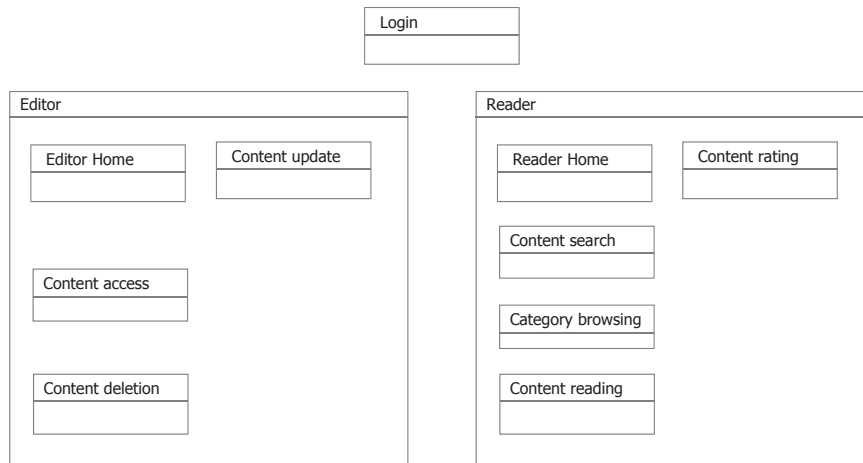 Login
Editor
Reader
Editor Home
Content update
Reader Home
Content rating
Content search
Content access
Category browsing
Content deletion
Content reading